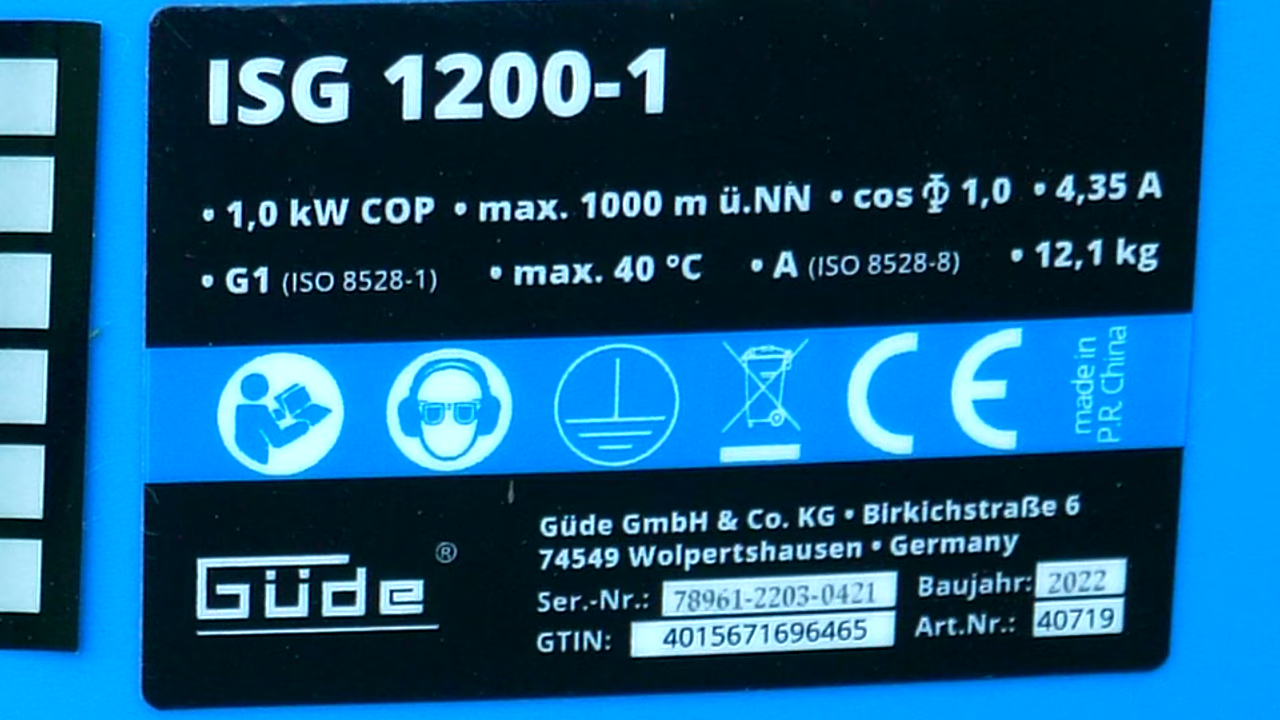 ISG 1200-1
• 1,0 kW COP • max. 1000 m ü.NN • cos Φ 1,0 • 4,35 A
• G1 (ISO 8528-1) • max. 40 °C • A (ISO 8528-8) • 12,1 kg
CE
made in
P.R. China
Güde ®
Güde GmbH & Co. KG • Birkichstraße 6
74549 Wolpertshausen • Germany
Ser.-Nr.: 78961-2203-0421 Baujahr: 2022
GTIN: 4015671696465 Art.Nr.: 40719